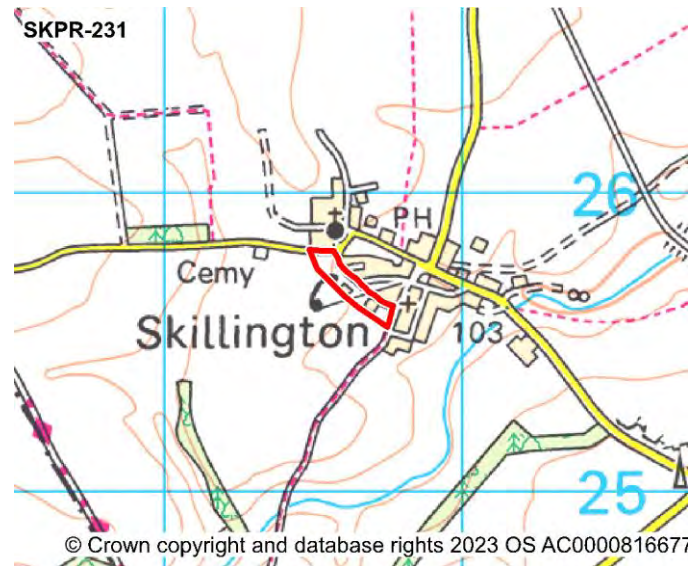 SKPR-231
26
PH
Cemy
Skillington
103
25
© Crown copyright and database rights 2023 OS AC0000816677